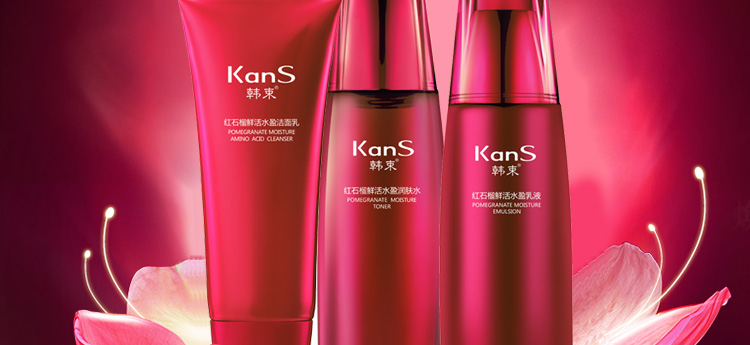 KanS
韩束®
红石榴鲜活水盈洁面乳
POMEGRANATE MOISTURE
AMINO ACID CLEANSER
KanS
韩束®
红石榴鲜活水盈润肤水
POMEGRANATE MOISTURE
TONER
KanS
韩束®
红石榴鲜活水盈乳液
POMEGRANATE MOISTURE
EMULSION